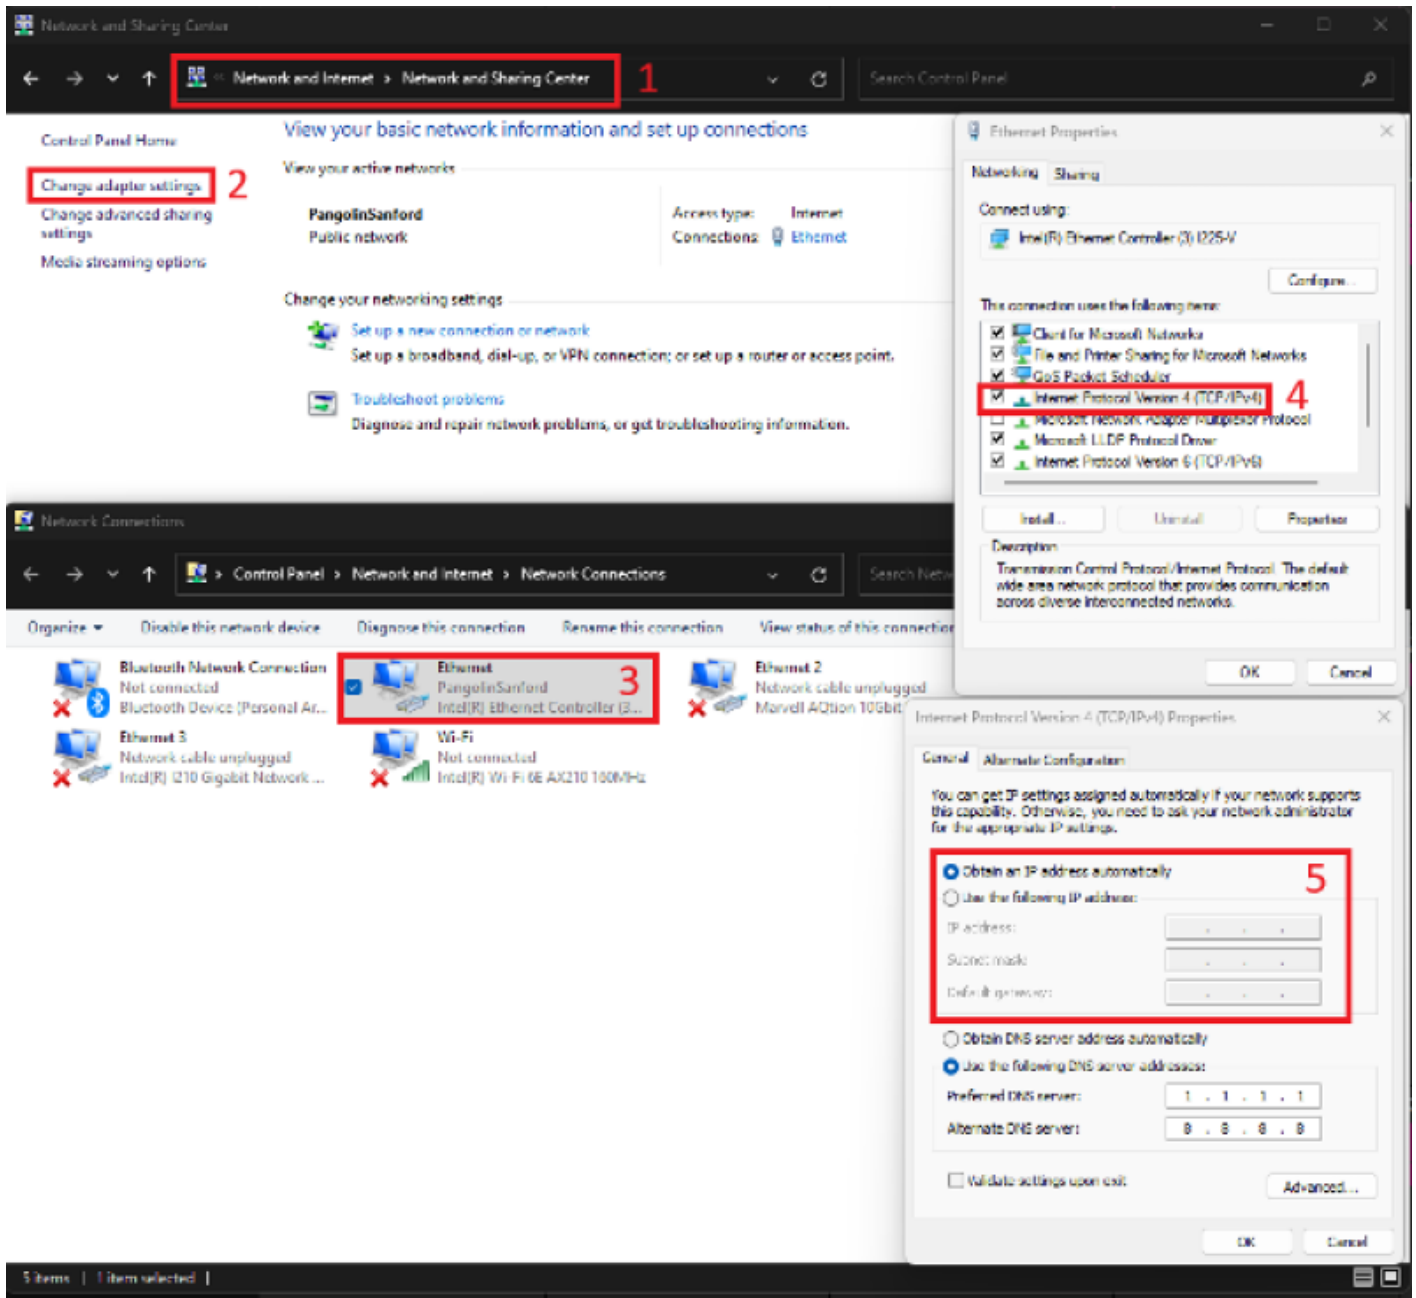 Network and Sharing Center
Network and Internet > Network and Sharing Center
1
Search Control Panel
Control Panel Home
Change adapter settings
2
Change advanced sharing
settings
Media streaming options
View your basic network information and set up connections
View your active networks
PangolinSanford
Public network
Access type: Internet
Connections: Ethernet
Change your networking settings
Set up a new connection or network
Set up a broadband, dial-up, or VPN connection; or set up a router or access point.
Troubleshoot problems
Diagnose and repair network problems, or get troubleshooting information.
Ethernet Properties
Networking Sharing
Connect using:
Intel(R) Ethernet Controller (3) I225-V
Configure...
This connection uses the following items:
Client for Microsoft Networks
File and Printer Sharing for Microsoft Networks
QoS Packet Scheduler
Internet Protocol Version 4 (TCP/IPv4)
4
Microsoft Network Adapter Multiplexor Protocol
Microsoft LLDP Protocol Driver
Internet Protocol Version 6 (TCP/IPv6)
Install... Uninstall Properties
Description
Transmission Control Protocol/Internet Protocol. The default
wide area network protocol that provides communication
across diverse interconnected networks.
OK Cancel
Network Connections
> Control Panel > Network and Internet > Network Connections
Search Netw
Organize Disable this network device Diagnose this connection Rename this connection View status of this connection
Bluetooth Network Connection
Not connected
Bluetooth Device (Personal Ar...
Ethernet
PangolinSanford
Intel(R) Ethernet Controller (3...
3
Ethernet 2
Network cable unplugged
Marvell AQtion 10Gbit
Ethernet 3
Network cable unplugged
Intel(R) I210 Gigabit Network ...
Wi-Fi
Not connected
Intel(R) Wi-Fi 6E AX210 160MHz
Internet Protocol Version 4 (TCP/IPv4) Properties
General Alternate Configuration
You can get IP settings assigned automatically if your network supports
this capability. Otherwise, you need to ask your network administrator
for the appropriate IP settings.
Obtain an IP address automatically
5
Use the following IP address:
IP address: . . .
Subnet mask: . . .
Default gateway: . . .
Obtain DNS server address automatically
Use the following DNS server addresses:
Preferred DNS server: 1 . 1 . 1 . 1
Alternate DNS server: 8 . 8 . 8 . 8
Validate settings upon exit
Advanced...
OK Cancel
5 items | 1 item selected |